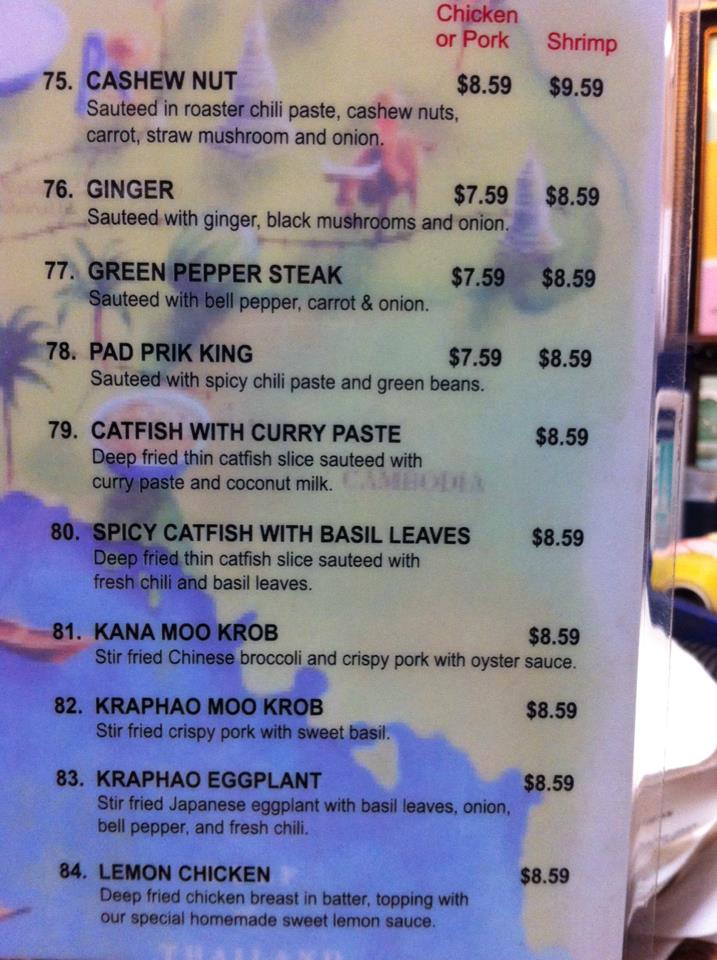 Chicken
or Pork Shrimp
75. CASHEW NUT $8.59 $9.59
Sauteed in roaster chili paste, cashew nuts,
carrot, straw mushroom and onion.
76. GINGER $7.59 $8.59
Sauteed with ginger, black mushrooms and onion.
77. GREEN PEPPER STEAK $7.59 $8.59
Sauteed with bell pepper, carrot & onion.
78. PAD PRIK KING $7.59 $8.59
Sauteed with spicy chili paste and green beans.
79. CATFISH WITH CURRY PASTE $8.59
Deep fried thin catfish slice sauteed with
curry paste and coconut milk.
CAMBODIA
80. SPICY CATFISH WITH BASIL LEAVES $8.59
Deep fried thin catfish slice sauteed with
fresh chili and basil leaves.
81. KANA MOO KROB $8.59
Stir fried Chinese broccoli and crispy pork with oyster sauce.
82. KRAPHAO MOO KROB $8.59
Stir fried crispy pork with sweet basil.
83. KRAPHAO EGGPLANT $8.59
Stir fried Japanese eggplant with basil leaves, onion,
bell pepper, and fresh chili.
84. LEMON CHICKEN $8.59
Deep fried chicken breast in batter, topping with
our special homemade sweet lemon sauce.
THAILAND